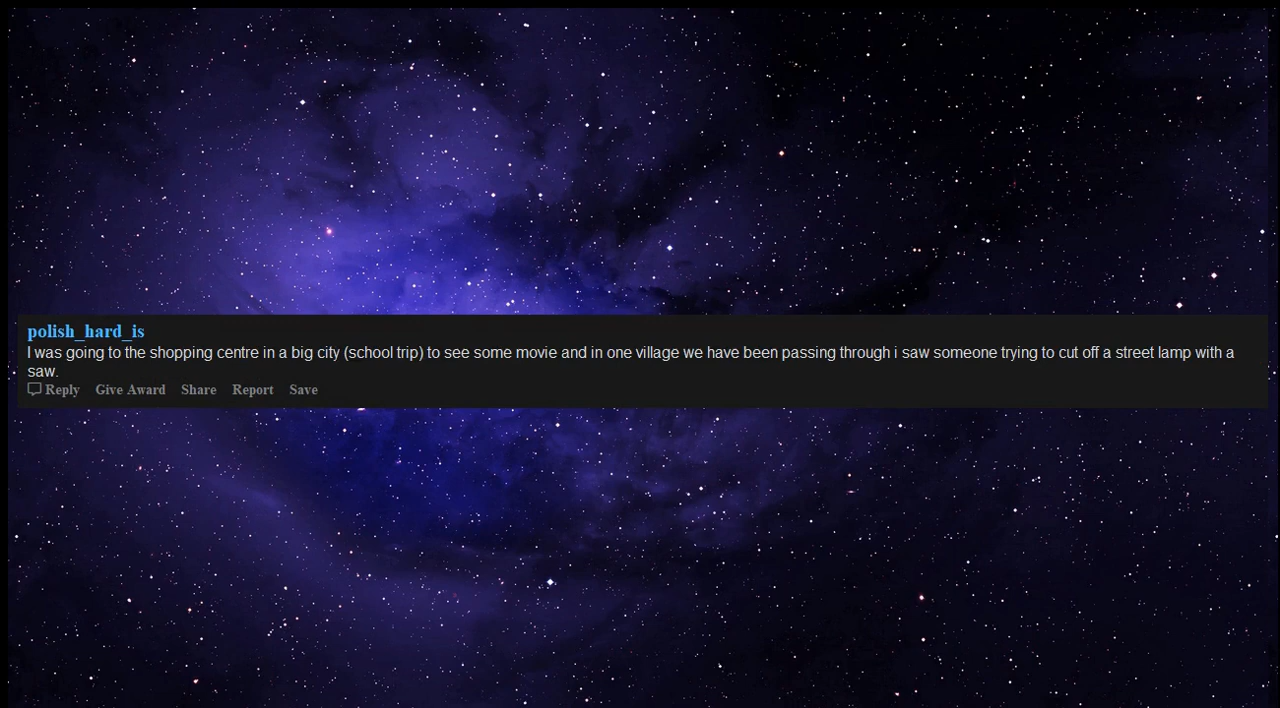 polish_hard_is
I was going to the shopping centre in a big city (school trip) to see some movie and in one village we have been passing through i saw someone trying to cut off a street lamp with a
saw.
Reply Give Award Share Report Save